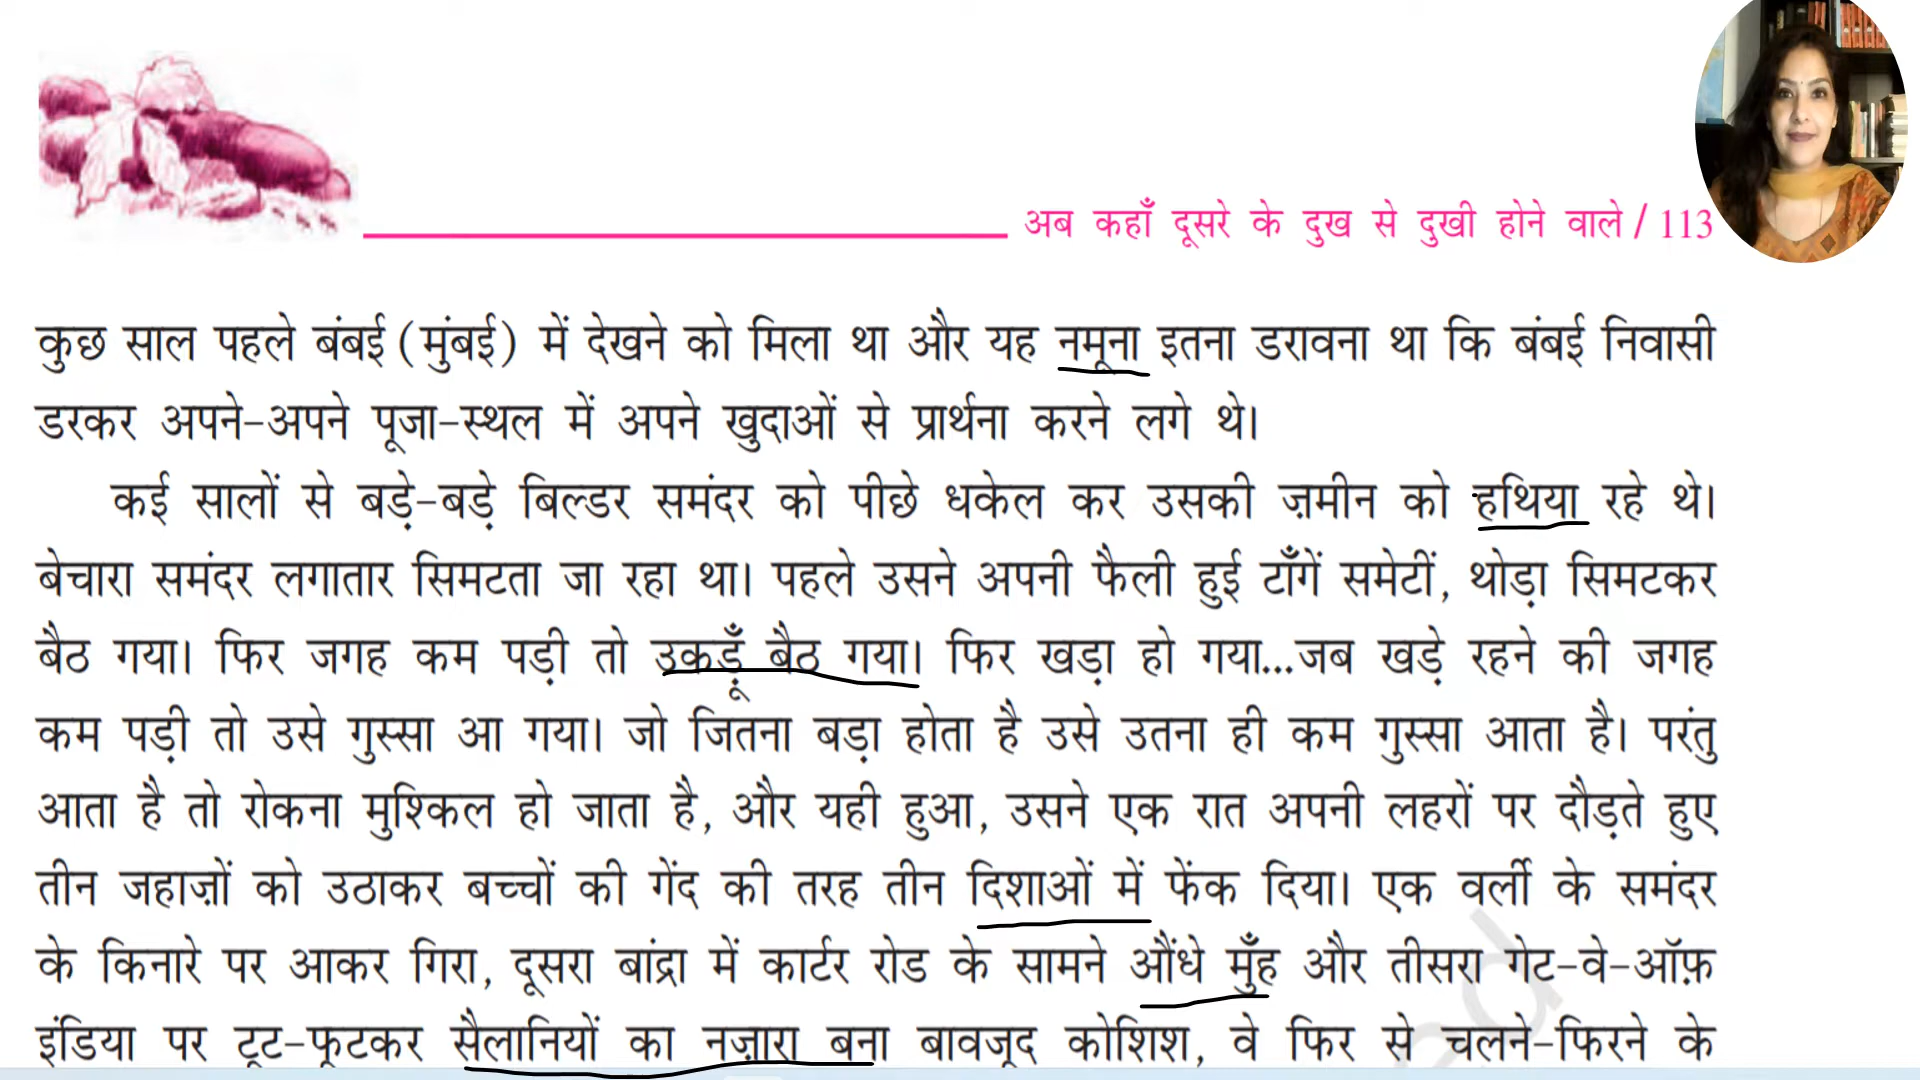 अब कहाँ दूसरे के दुख से दुखी होने वाले / 113
कुछ साल पहले बंबई (मुंबई) में देखने को मिला था और यह नमूना इतना डरावना था कि बंबई निवासी
डरकर अपने-अपने पूजा-स्थल में अपने खुदाओं से प्रार्थना करने लगे थे।
कई सालों से बड़े-बड़े बिल्डर समंदर को पीछे धकेल कर उसकी ज़मीन को हथिया रहे थे।
बेचारा समंदर लगातार सिमटता जा रहा था। पहले उसने अपनी फैली हुई टाँगें समेटीं, थोड़ा सिमटकर
बैठ गया। फिर जगह कम पड़ी तो उकड़ूँ बैठ गया। फिर खड़ा हो गया...जब खड़े रहने की जगह
कम पड़ी तो उसे गुस्सा आ गया। जो जितना बड़ा होता है उसे उतना ही कम गुस्सा आता है। परंतु
आता है तो रोकना मुश्किल हो जाता है, और यही हुआ, उसने एक रात अपनी लहरों पर दौड़ते हुए
तीन जहाज़ों को उठाकर बच्चों की गेंद की तरह तीन दिशाओं में फेंक दिया। एक वर्ली के समंदर
के किनारे पर आकर गिरा, दूसरा बांद्रा में कार्टर रोड के सामने औंधे मुँह और तीसरा गेट-वे-ऑफ़
इंडिया पर टूट-फूटकर सैलानियों का नज़ारा बना बावजूद कोशिश, वे फिर से चलने-फिरने के